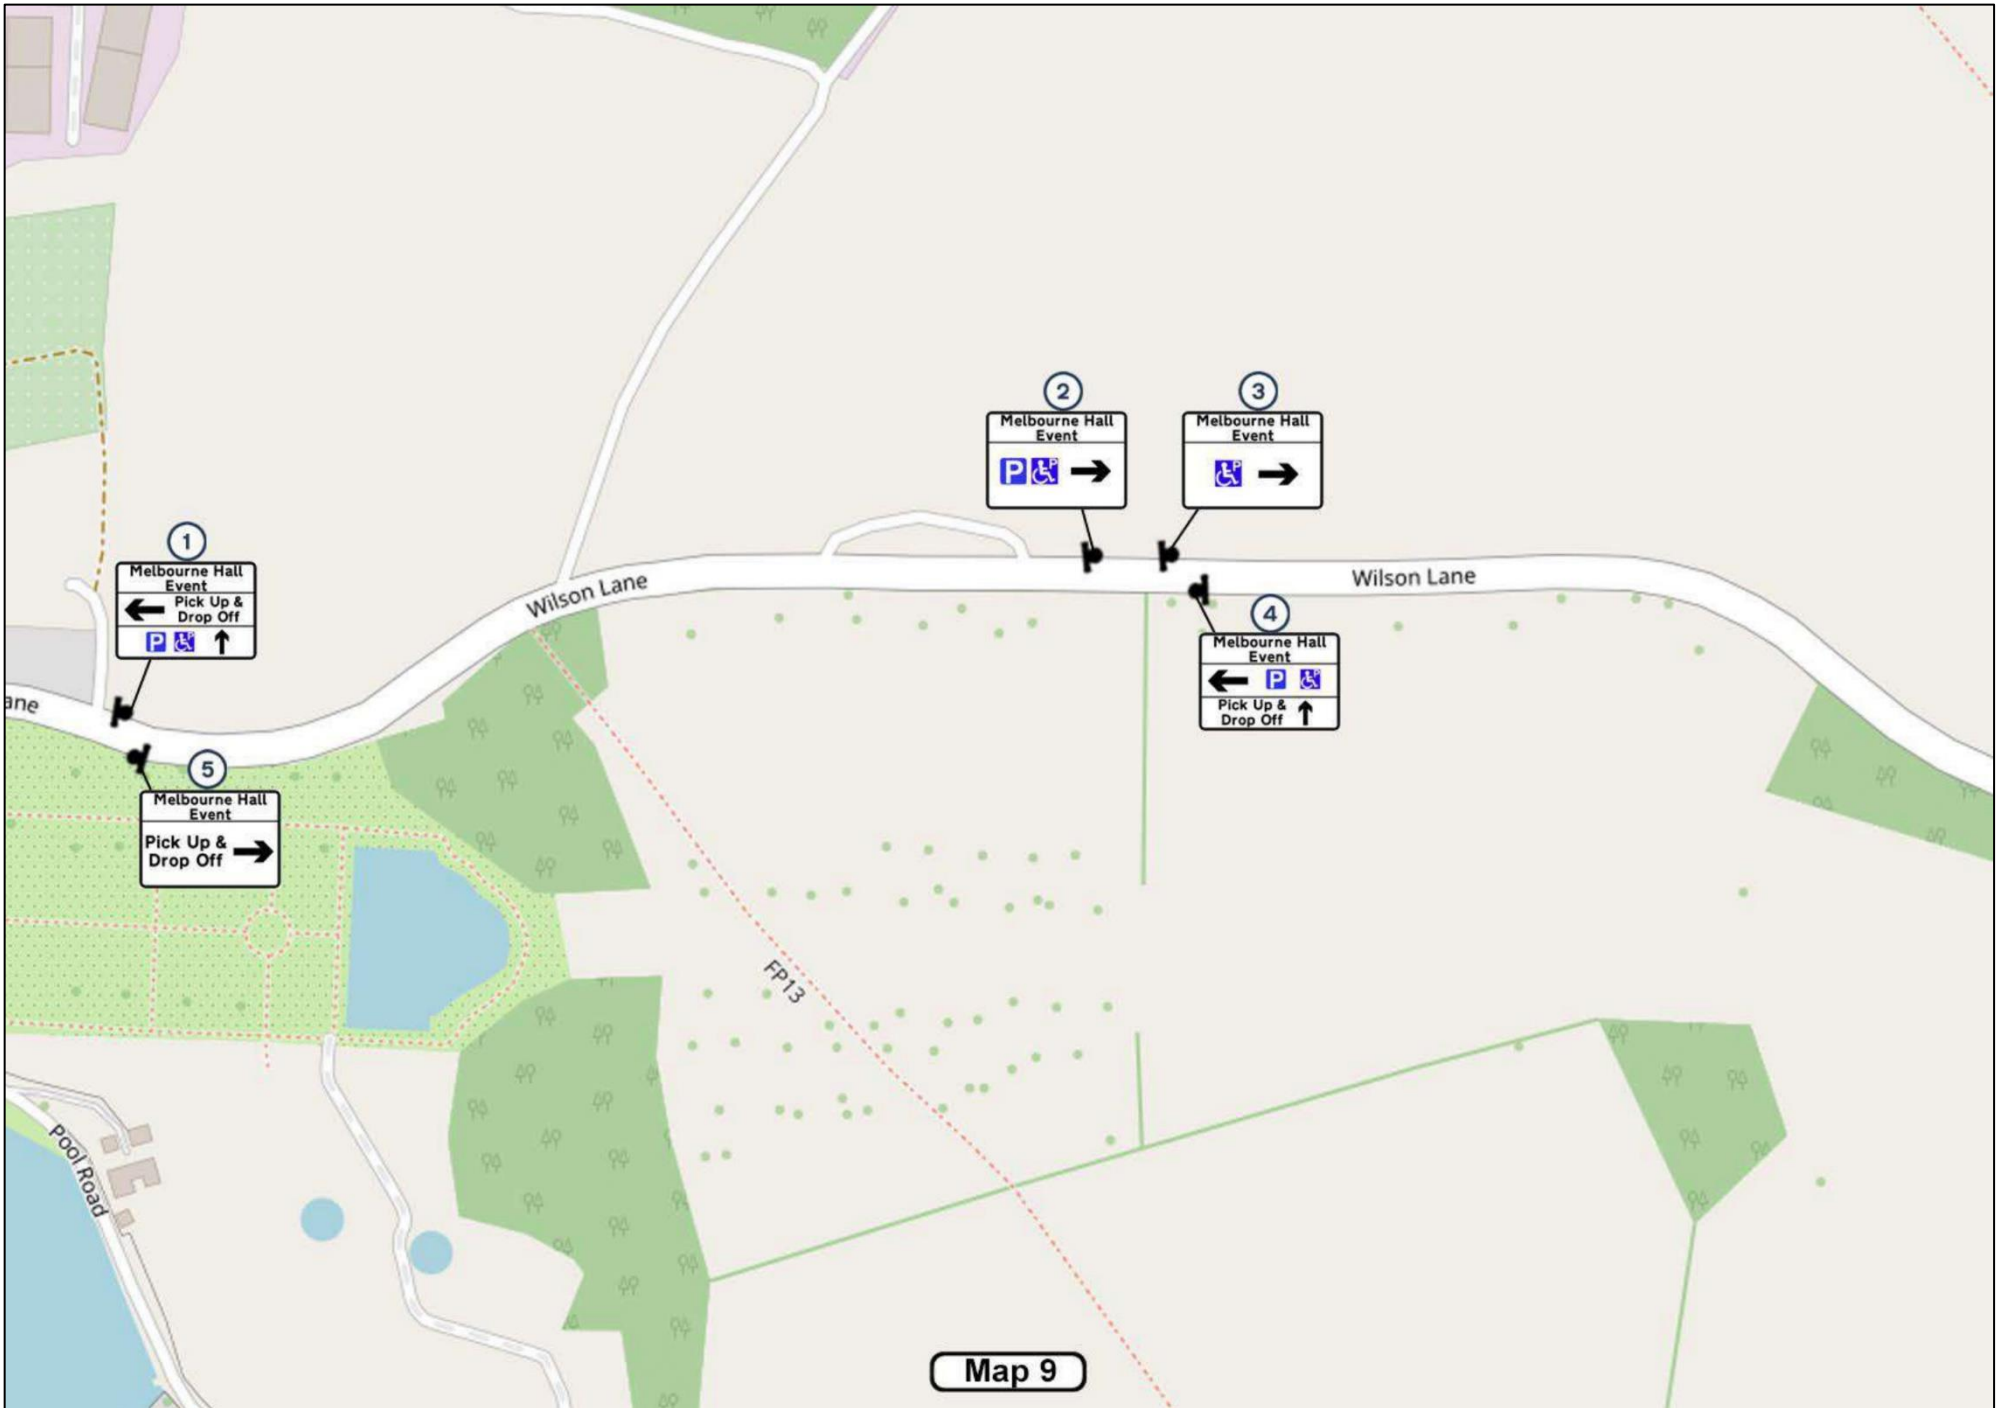 2
3
Melbourne Hall
Event
P
Melbourne Hall
Event
1
Melbourne Hall
Event
Pick Up &
Drop Off
P
Wilson Lane
Wilson Lane
ane
4
Melbourne Hall
Event
P
Pick Up &
Drop Off
5
Melbourne Hall
Event
Pick Up &
Drop Off
FP13
Pool Road
Map 9